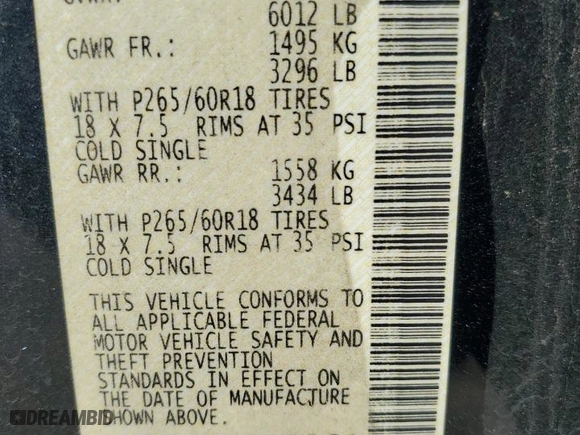 6012 LB
GAWR FR.: 1495 KG
3296 LB
WITH P265/60R18 TIRES
18 X 7.5 RIMS AT 35 PSI
COLD SINGLE
GAWR RR.: 1558 KG
3434 LB
WITH P265/60R18 TIRES
18 X 7.5 RIMS AT 35 PSI
COLD SINGLE
THIS VEHICLE CONFORMS TO
ALL APPLICABLE FEDERAL
MOTOR VEHICLE SAFETY AND
THEFT PREVENTION
STANDARDS IN EFFECT ON
THE DATE OF MANUFACTURE
SHOWN ABOVE.
DREAMBID